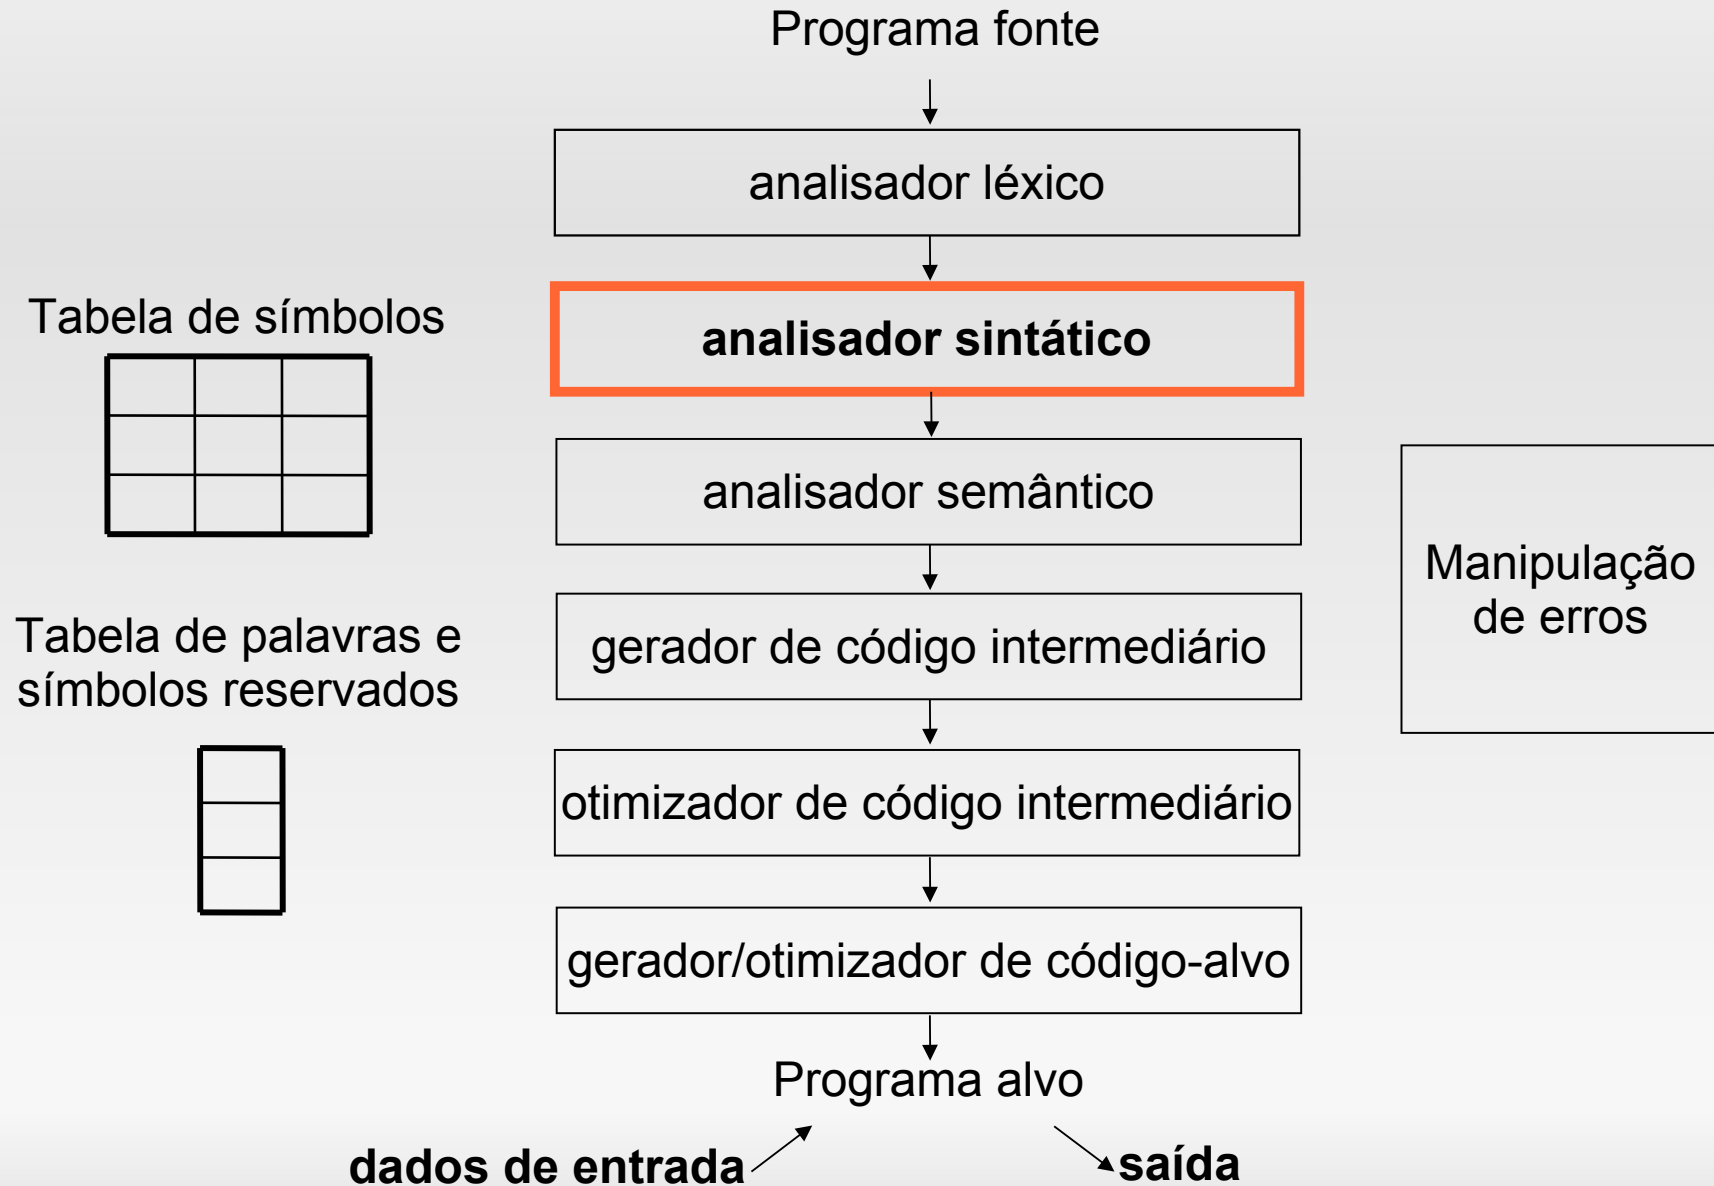 Programa fonte
analisador léxico
Tabela de símbolos
analisador sintático
analisador semântico
Manipulação
de erros
Tabela de palavras e
símbolos reservados
gerador de código intermediário
otimizador de código intermediário
gerador/otimizador de código-alvo
Programa alvo
dados de entrada
saída